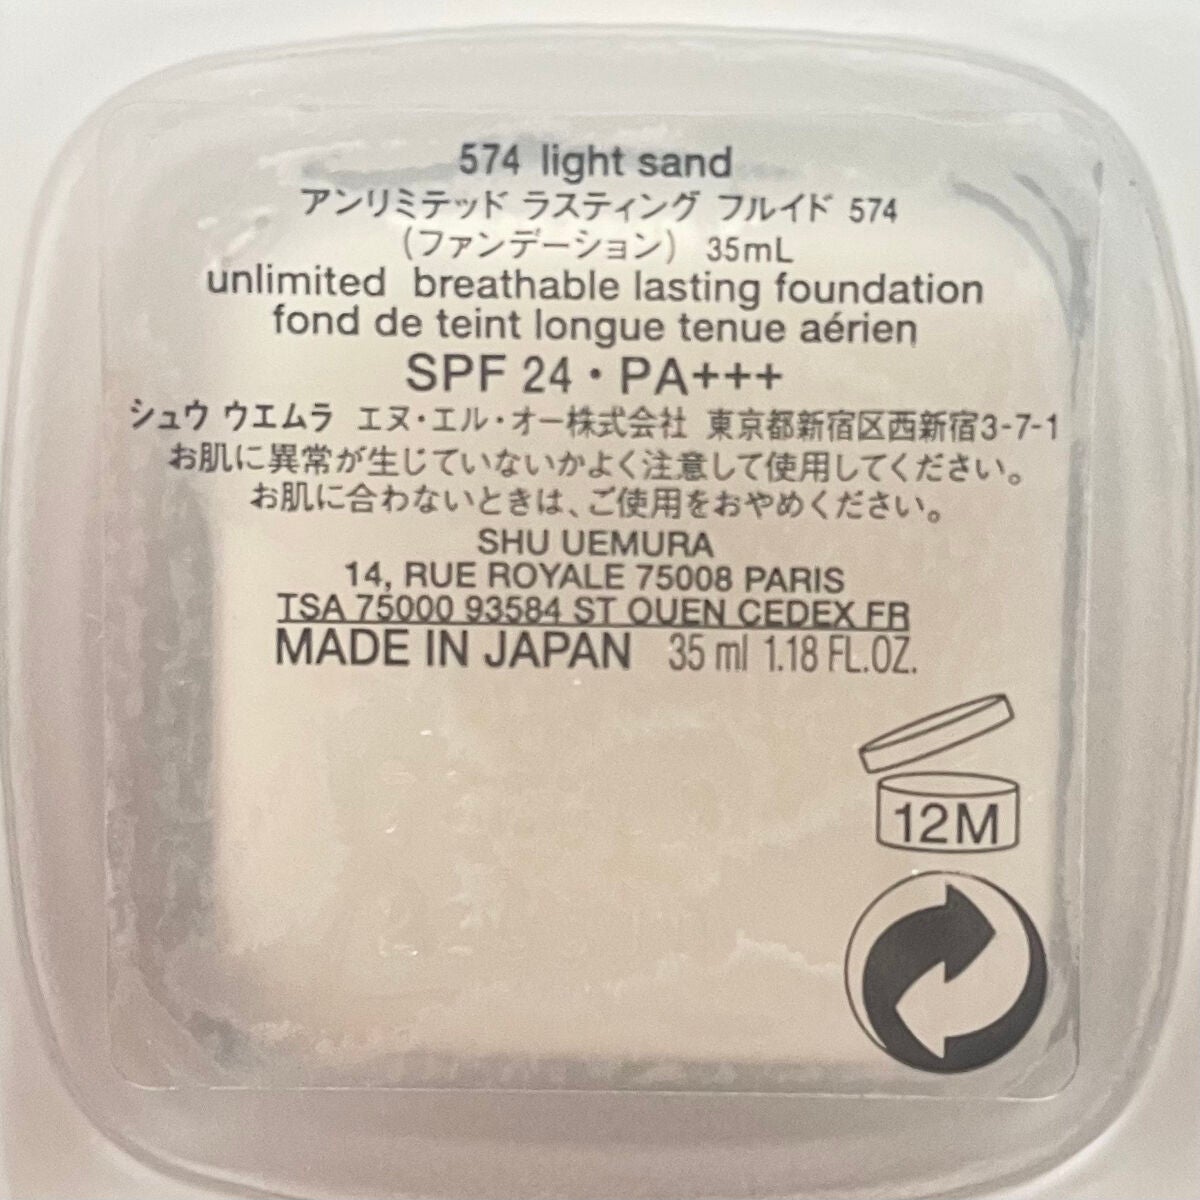 574 light sand
アンリミテッド ラスティング フルイド 574
(ファンデーション) 35mL
unlimited breathable lasting foundation
fond de teint longue tenue aérien
SPF 24・PA+++
シュウ ウエムラ エヌ・エル・オー株式会社 東京都新宿区西新宿3-7-1
お肌に異常が生じていないかよく注意して使用してください。
お肌に合わないときは、ご使用をおやめください。
SHU UEMURA
14, RUE ROYALE 75008 PARIS
TSA 75000 93584 ST OUEN CEDEX FR
MADE IN JAPAN 35 ml 1.18 FL.OZ.
12M